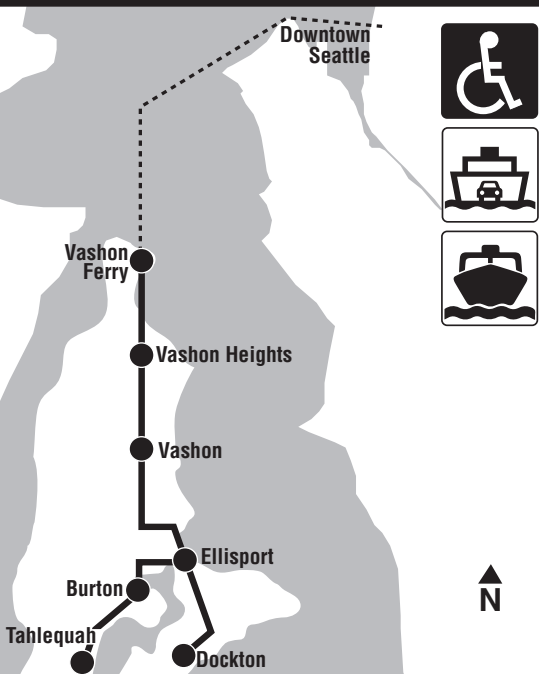 Downtown
Seattle
Vashon
Ferry
Vashon Heights
Vashon
Ellisport
Burton
N
Tahlequah
Dockton